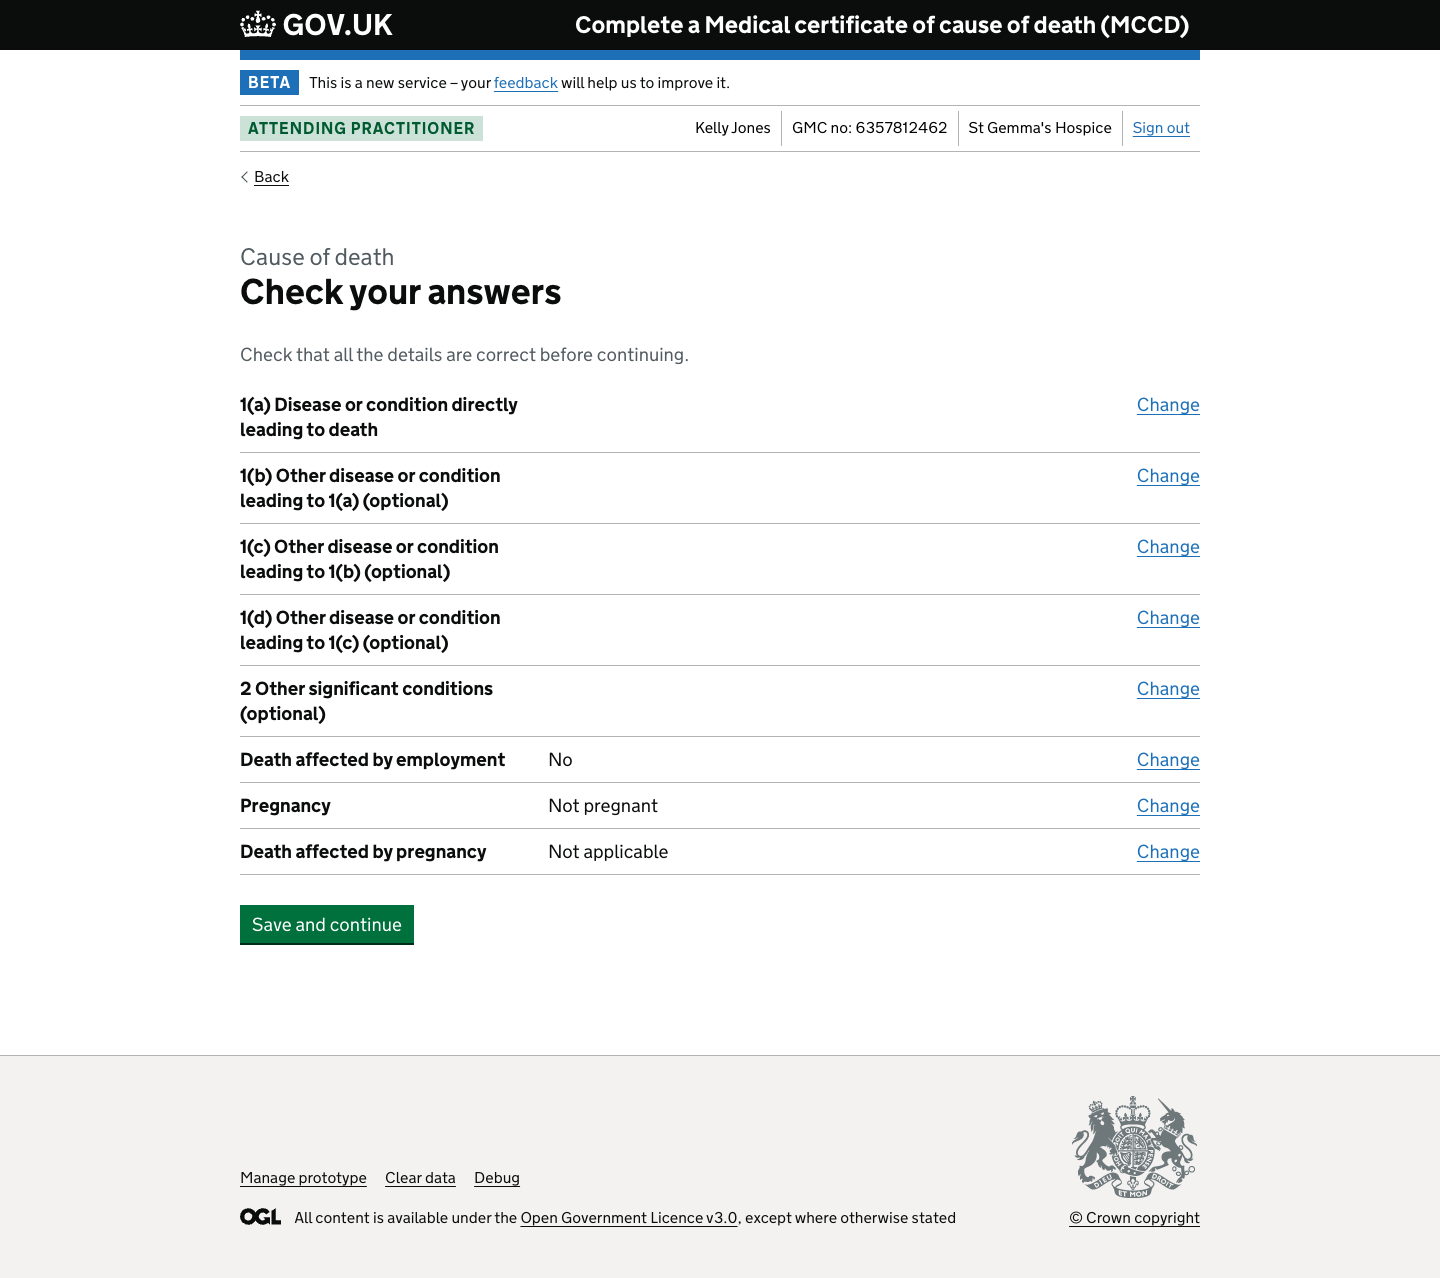 GOV.UK
Complete a Medical certificate of cause of death (MCCD)
BETA This is a new service – your feedback will help us to improve it.
ATTENDING PRACTITIONER
Kelly Jones
GMC no: 6357812462
St Gemma's Hospice
Sign out
Back
Cause of death
Check your answers
Check that all the details are correct before continuing.
1(a) Disease or condition directly
leading to death
Change
1(b) Other disease or condition
leading to 1(a) (optional)
Change
1(c) Other disease or condition
leading to 1(b) (optional)
Change
1(d) Other disease or condition
leading to 1(c) (optional)
Change
2 Other significant conditions
(optional)
Change
Death affected by employment
No
Change
Pregnancy
Not pregnant
Change
Death affected by pregnancy
Not applicable
Change
Save and continue
Manage prototype
Clear data
Debug
OGL
All content is available under the Open Government Licence v3.0, except where otherwise stated
DIEU ET MON DROIT
© Crown copyright